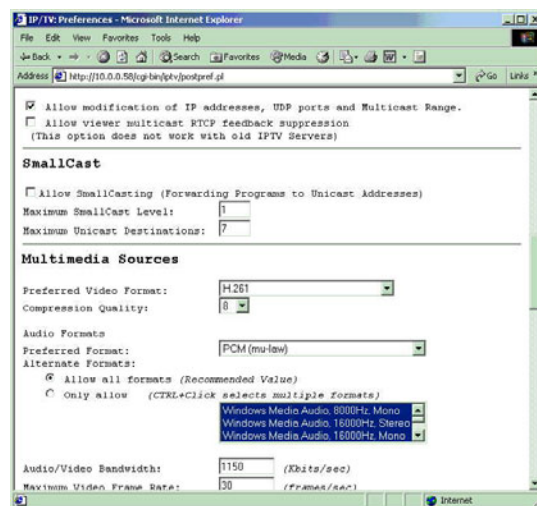 IP/TV: Preferences - Microsoft Internet Explorer
File Edit View Favorites Tools Help
Back Search Favorites Media
Address http://10.0.0.58/cgi-bin/iptv/postpref.pl Go Links
Allow modification of IP addresses, UDP ports and Multicast Range.
Allow viewer multicast RTCP feedback suppression
(This option does not work with old IPTV Servers)
SmallCast
Allow SmallCasting (Forwarding Programs to Unicast Addresses)
Maximum SmallCast Level: 1
Maximum Unicast Destinations: 7
Multimedia Sources
Preferred Video Format: H.261
Compression Quality: 8
Audio Formats
Preferred Format: PCM (mu-law)
Alternate Formats:
Allow all formats (Recommended Value)
Only allow (CTRL+Click selects multiple formats)
Windows Media Audio, 8000Hz, Mono
Windows Media Audio, 16000Hz, Stereo
Windows Media Audio, 16000Hz, Mono
Audio/Video Bandwidth: 1150 (Kbits/sec)
Maximum Video Frame Rate: 30 (frames/sec)
Internet